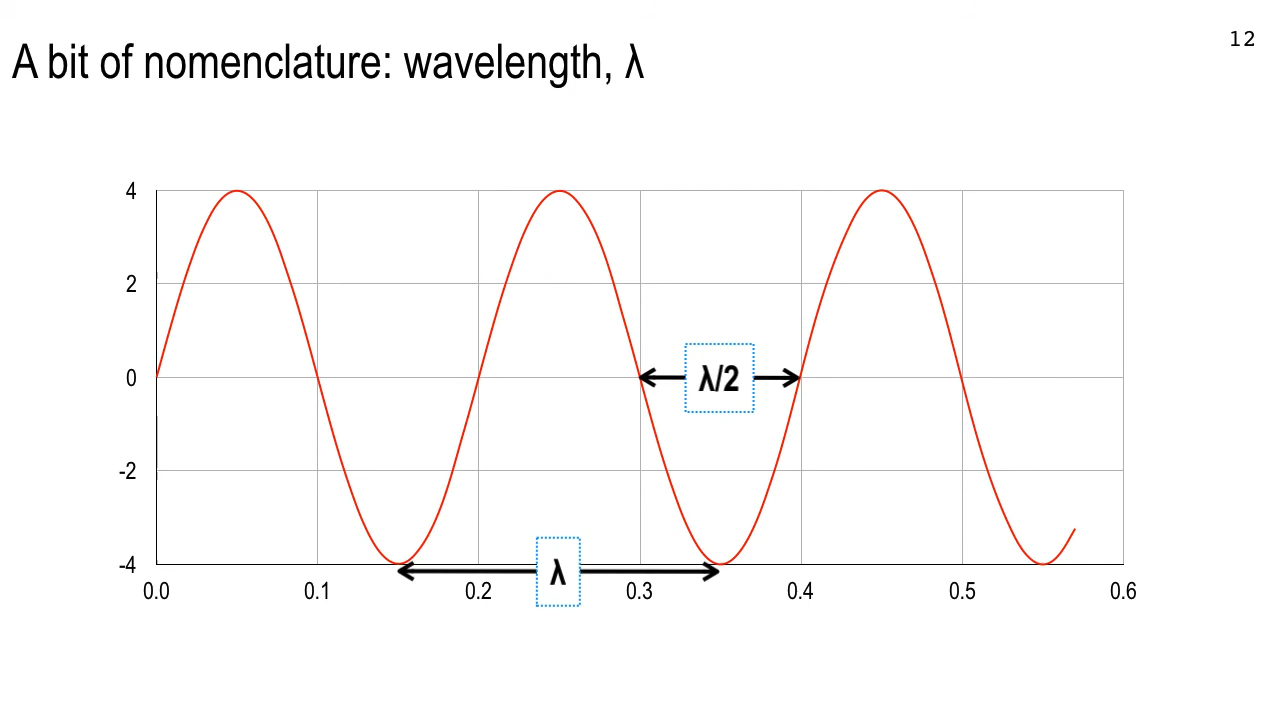 12
A bit of nomenclature: wavelength, λ
4
2
0
-2
-4
λ/2
λ
0.0 0.1 0.2 0.3 0.4 0.5 0.6